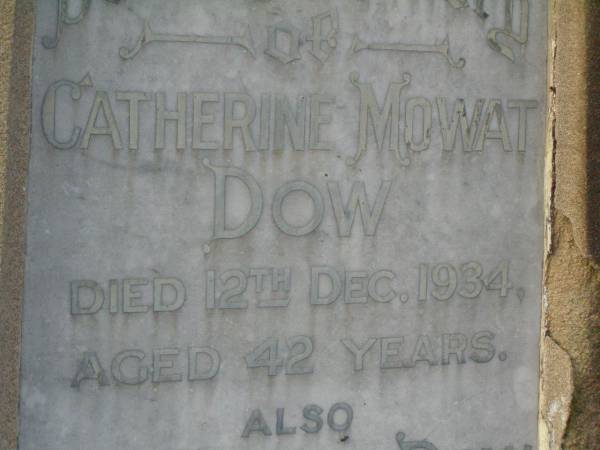 of
CATHERINE MOWAT
DOW
DIED 12TH DEC. 1934,
AGED 42 YEARS.
ALSO